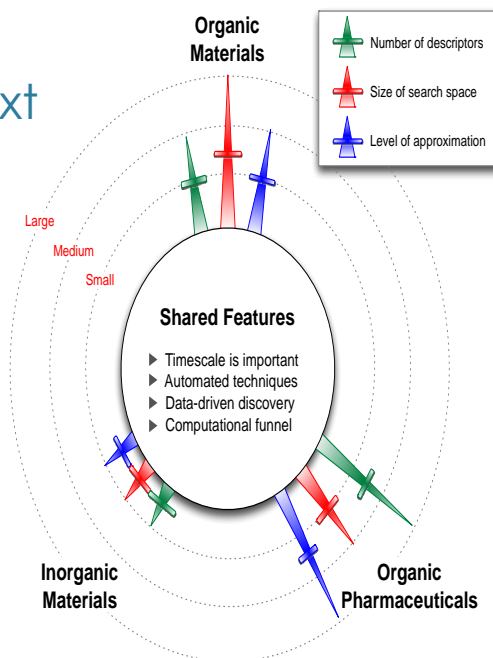 Organic
Materials
xt
Number of descriptors
Size of search space
Level of approximation
Large
Medium
Small
Shared Features
Timescale is important
Automated techniques
Data-driven discovery
Computational funnel
Inorganic
Materials
Organic
Pharmaceuticals